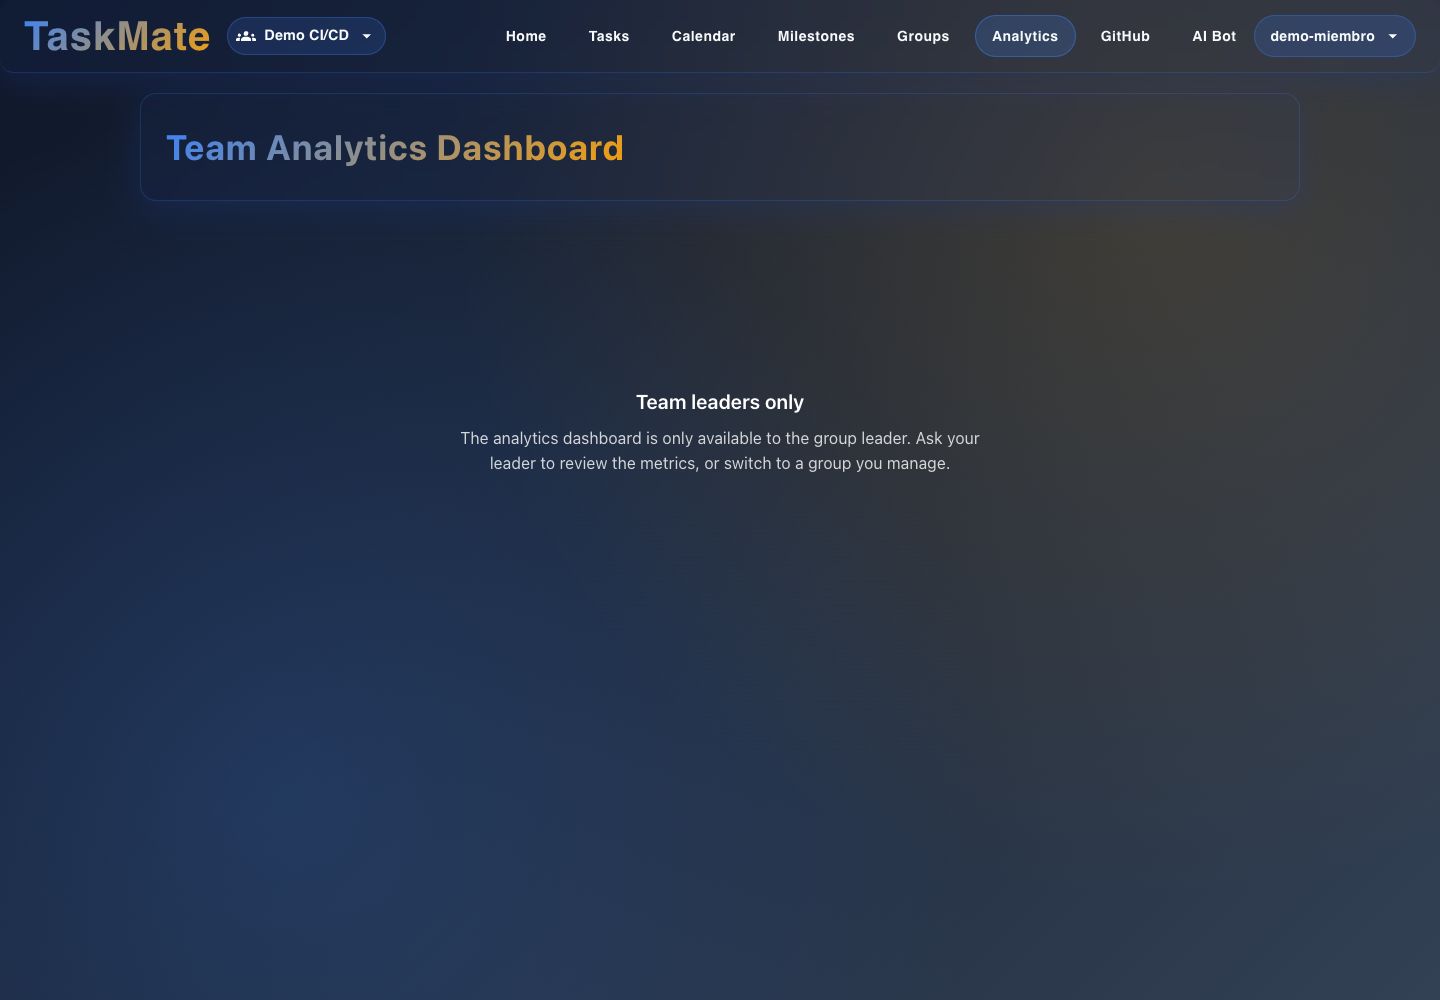 TaskMate
Demo CI/CD
Home
Tasks
Calendar
Milestones
Groups
Analytics
GitHub
AI Bot
demo-miembro
Team Analytics Dashboard
Team leaders only
The analytics dashboard is only available to the group leader. Ask your
leader to review the metrics, or switch to a group you manage.